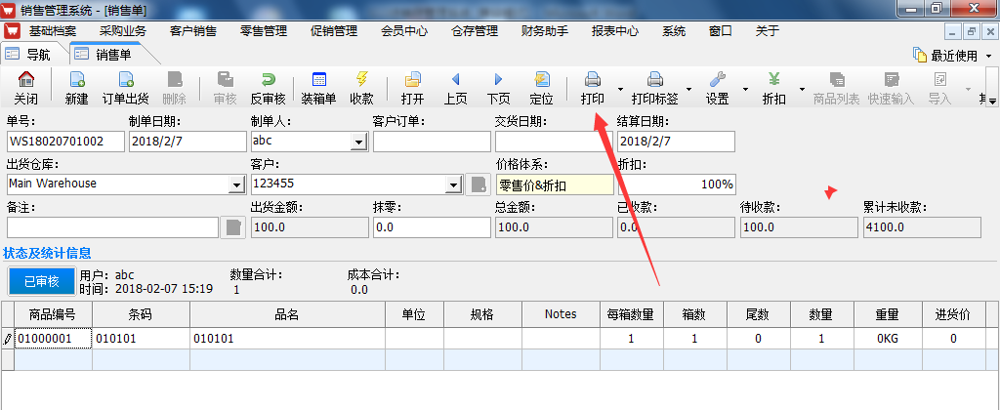 销售管理系统 - [销售单]
基础档案 采购业务 客户销售 零售管理 促销管理 会员中心 仓存管理 财务助手 报表中心 系统 窗口 关于
导航 销售单 最近使用
关闭 新建 订单出货 删除 审核 反审核 装箱单 收款 打开 上页 下页 定位 打印 打印标签 设置 折扣 商品列表 快速输入 导入
单号: 制单日期: 制单人: 客户订单: 交货日期: 结算日期:
WS18020701002 2018/2/7 abc 2018/2/7
出货仓库: 客户: 价格体系: 折扣:
Main Warehouse 123455 零售价&折扣 100%
备注: 出货金额: 抹零: 总金额: 已收款: 待收款: 累计未收款:
100.0 0.0 100.0 0.0 100.0 4100.0
状态及统计信息
已审核 用户: abc 数量合计: 成本合计:
时间: 2018-02-07 15:19 1 0.0
商品编号 条码 品名 单位 规格 Notes 每箱数量 箱数 尾数 数量 重量 进货价
01000001 010101 010101 1 1 0 1 0KG 0